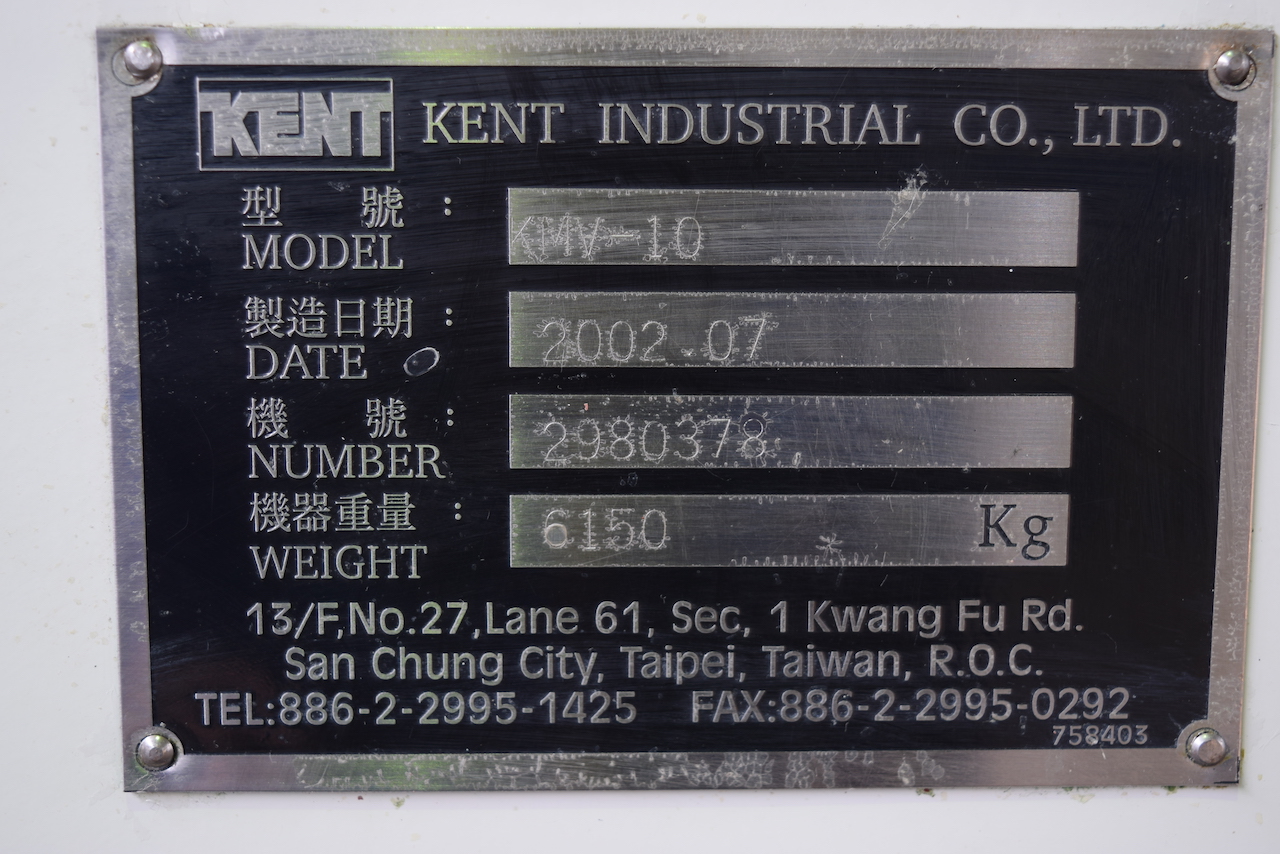 KENT KENT INDUSTRIAL CO., LTD.
型號：
MODEL KMV-10
製造日期：
DATE 2002.07
機號：
NUMBER 2980378
機器重量：
WEIGHT 6150 Kg
13/F,No.27,Lane 61, Sec, 1 Kwang Fu Rd.
San Chung City, Taipei, Taiwan, R.O.C.
TEL:886-2-2995-1425 FAX:886-2-2995-0292
758403